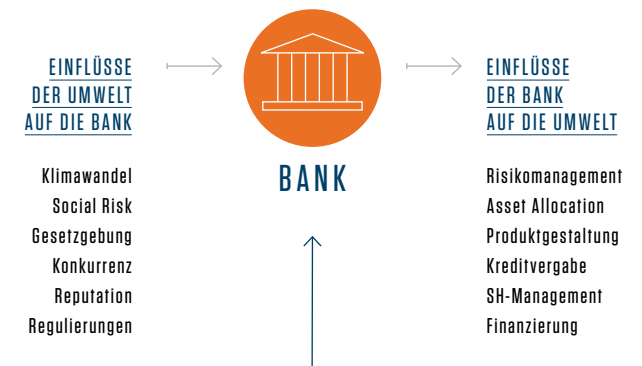 EINFLÜSSE
DER UMWELT
AUF DIE BANK
Klimawandel
Social Risk
Gesetzgebung
Konkurrenz
Reputation
Regulierungen
BANK
EINFLÜSSE
DER BANK
AUF DIE UMWELT
Risikomanagement
Asset Allocation
Produktgestaltung
Kreditvergabe
SH-Management
Finanzierung